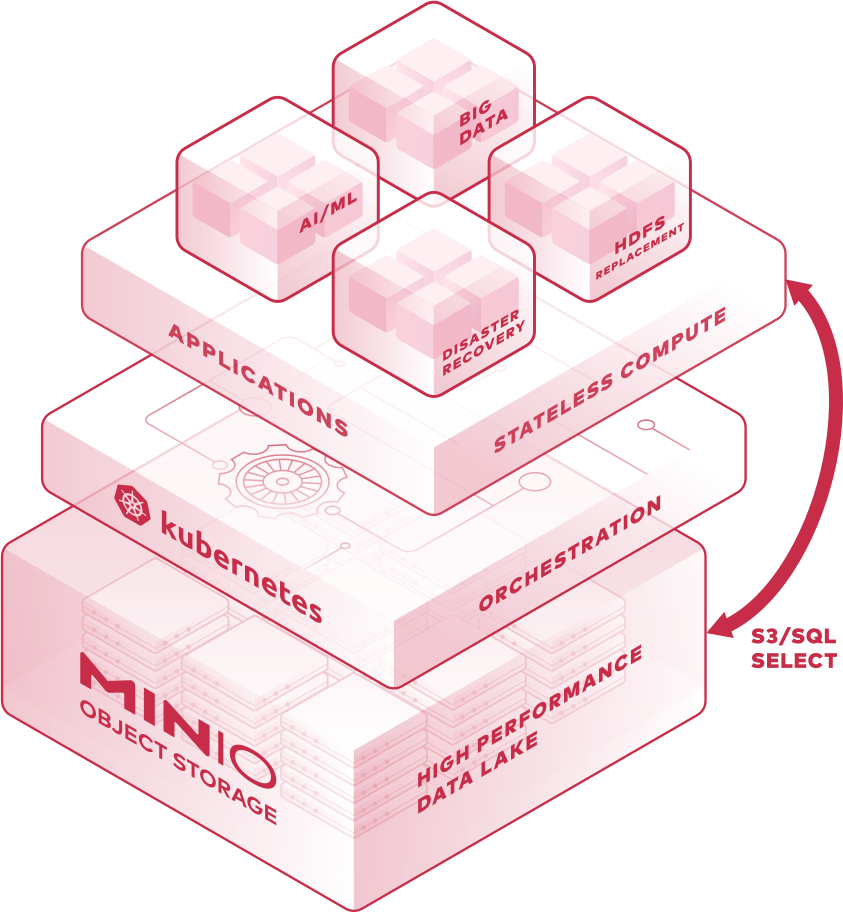 BIG
DATA
AI/ML
HDFS
REPLACEMENT
DISASTER
RECOVERY
APPLICATIONS
STATELESS COMPUTE
kubernetes
ORCHESTRATION
S3/SQL
SELECT
MINIO
OBJECT STORAGE
HIGH PERFORMANCE
DATA LAKE